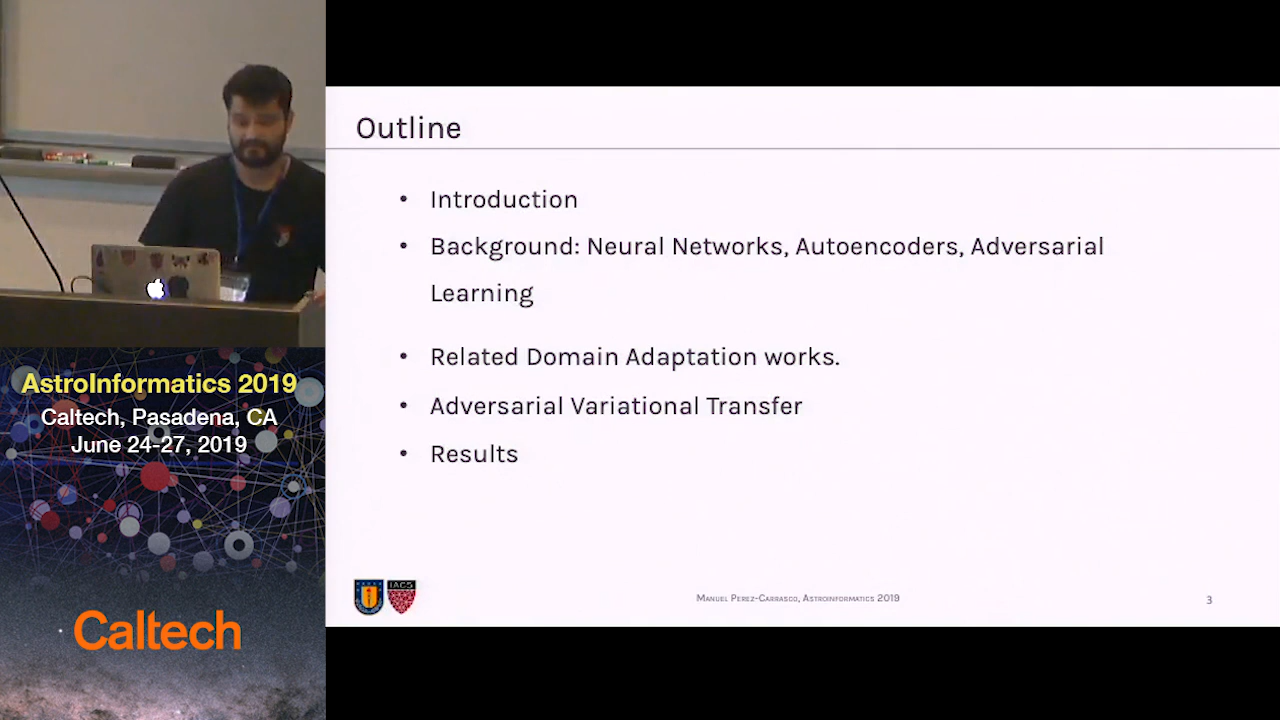 AstroInformatics 2019
Caltech, Pasadena, CA
June 24-27, 2019
Caltech
Outline
• Introduction
• Background: Neural Networks, Autoencoders, Adversarial
Learning
• Related Domain Adaptation works.
• Adversarial Variational Transfer
• Results
IACS
Manuel Perez-Carrasco, Astroinformatics 2019
3